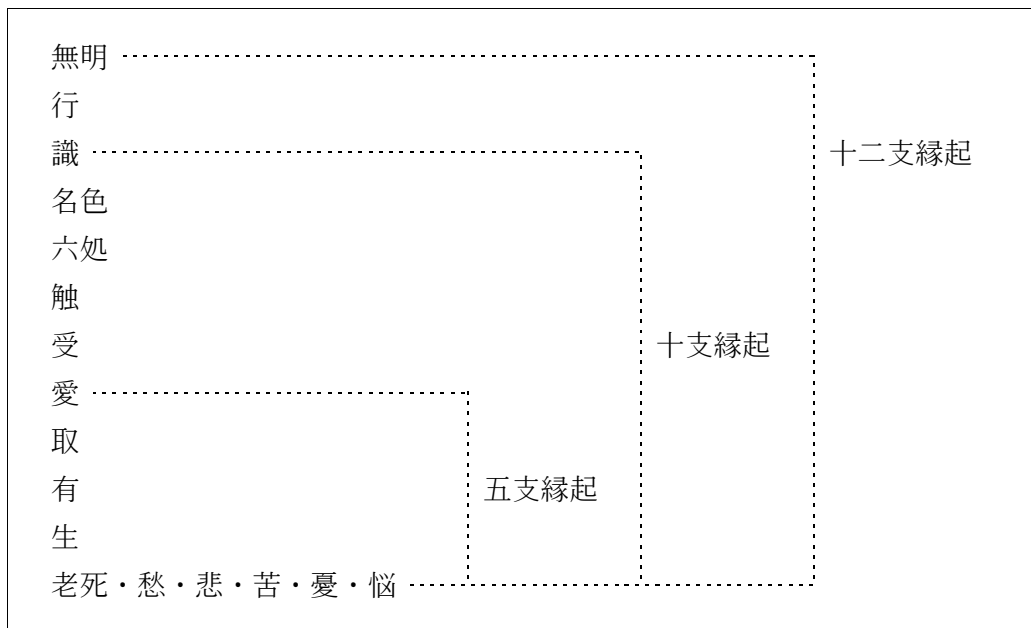 無明
行
識
十二支縁起
名色
六処
触
受
十支縁起
愛
取
有
五支縁起
生
老死・愁・悲・苦・憂・悩